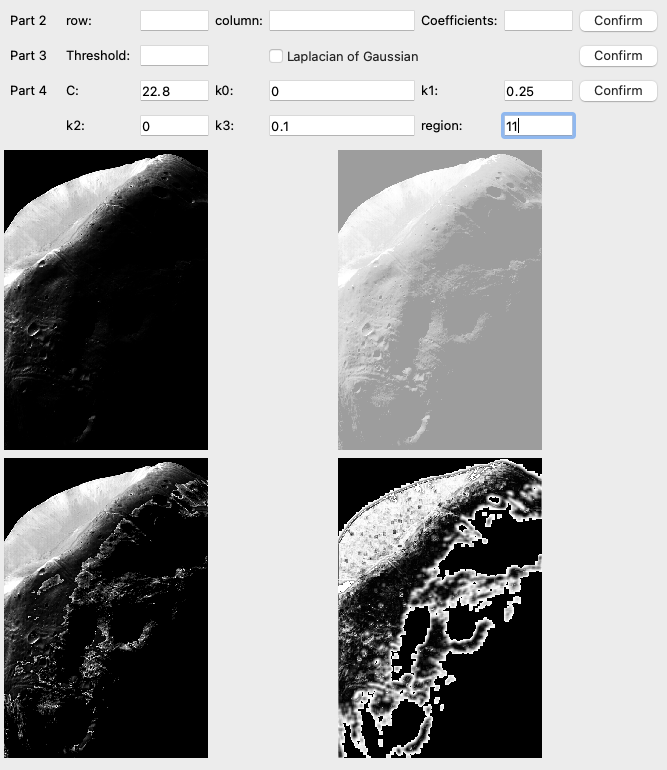 Part 2 row: column: Coefficients: Confirm
Part 3 Threshold: Laplacian of Gaussian Confirm
Part 4 C: 22.8 k0: 0 k1: 0.25 Confirm
k2: 0 k3: 0.1 region: 11